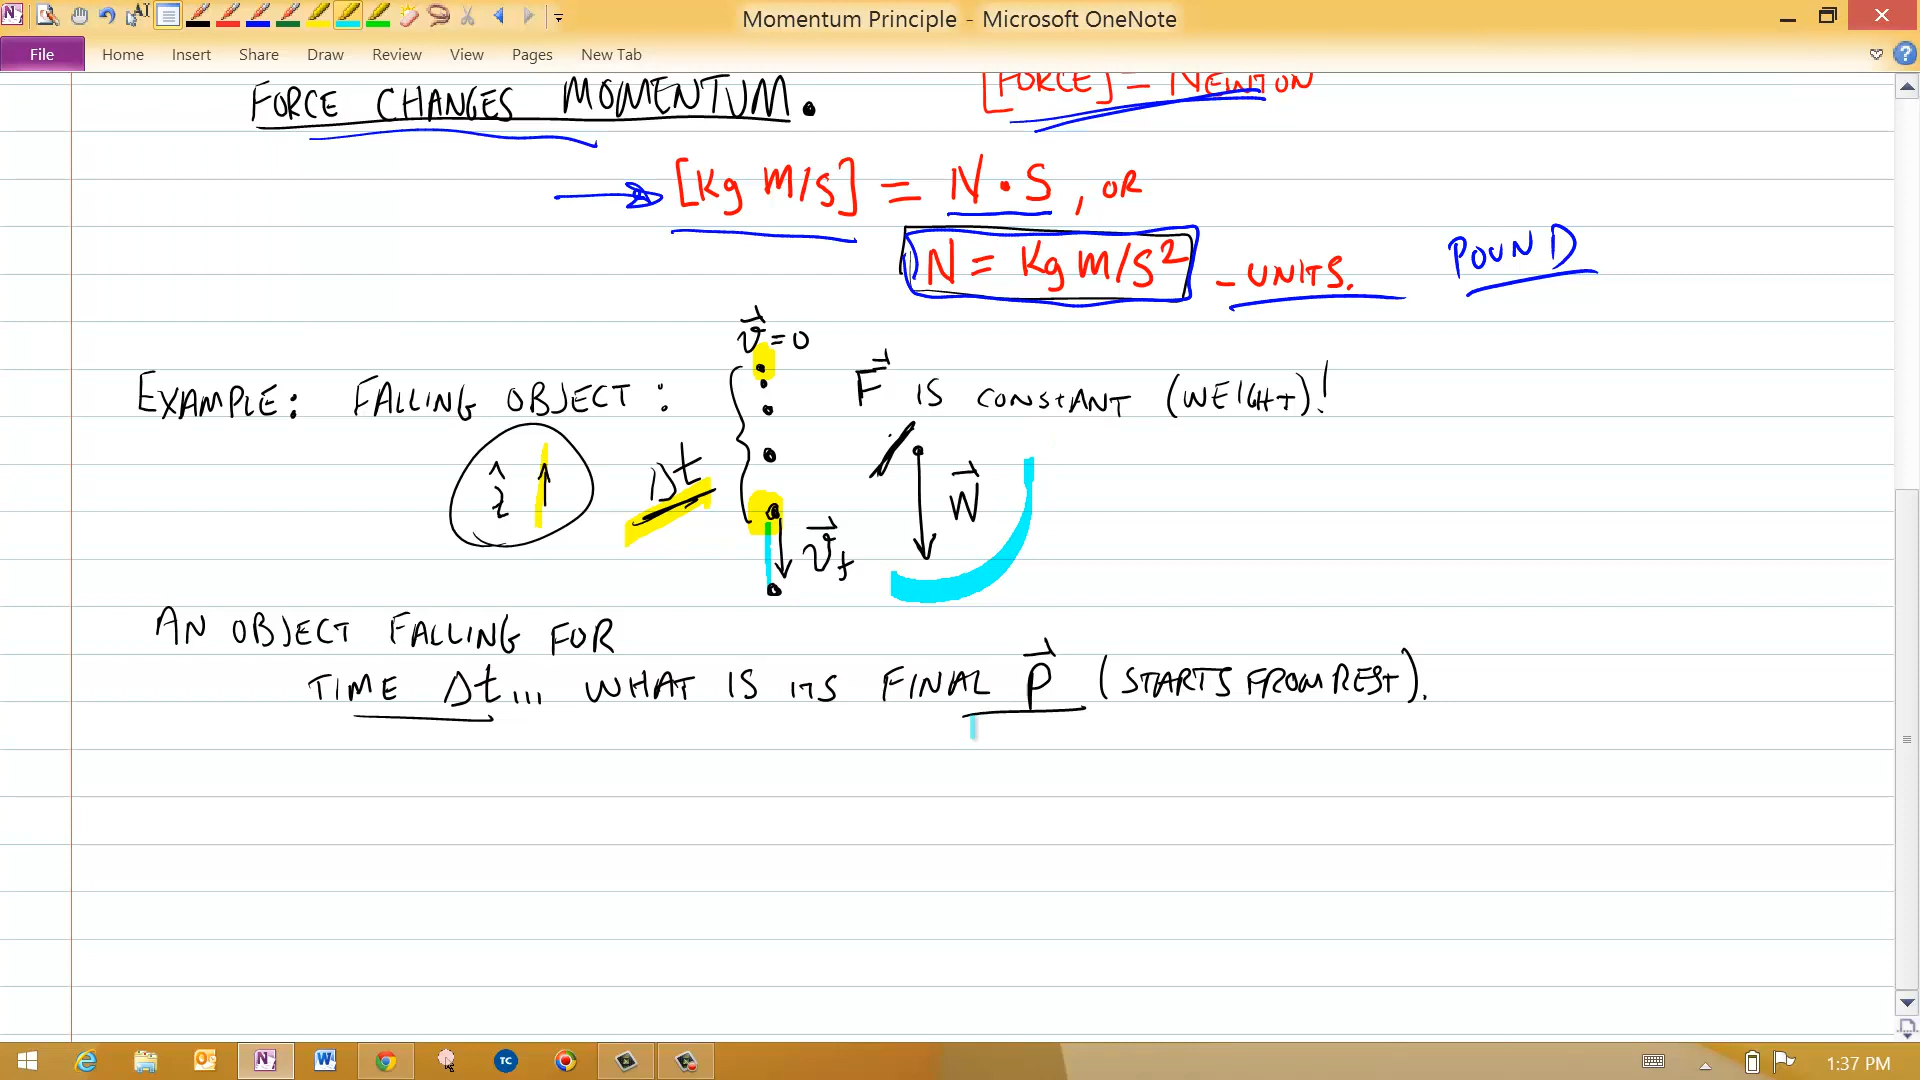 Momentum Principle - Microsoft OneNote
File Home Insert Share Draw Review View Pages New Tab
FORCE CHANGES MOMENTUM.
[FORCE] = NEWTON
[Kg M/S] = N • S, OR
N = Kg M/S² - UNITS.
POUND
v⃗ = 0
EXAMPLE: FALLING OBJECT:
F⃗ IS CONSTANT (WEIGHT)!
ẑ
Δt
W⃗
v⃗f
AN OBJECT FALLING FOR
TIME Δt... WHAT IS ITS FINAL P⃗ (STARTS FROM REST).
TC
1:37 PM